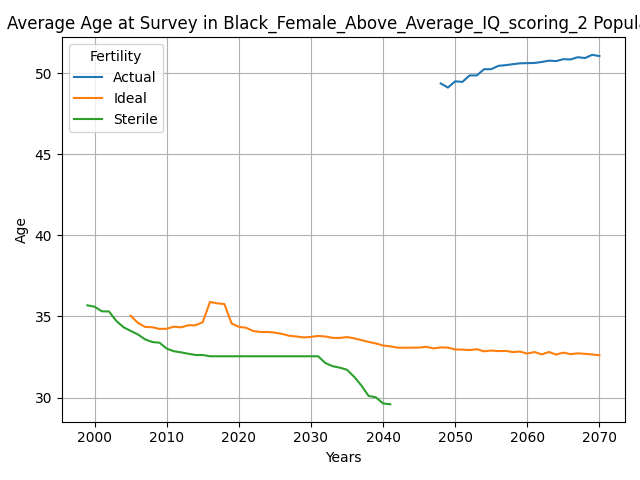 Average Age at Survey in Black_Female_Above_Average_IQ_scoring_2 Popul
Fertility
Actual
Ideal
Sterile
Age
50
45
40
35
30
2000 2010 2020 2030 2040 2050 2060 2070
Years